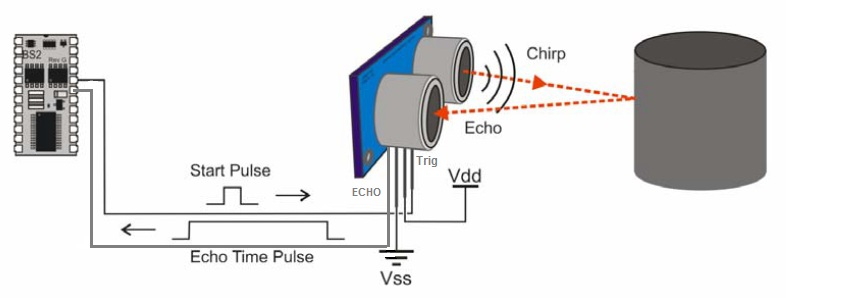 BS2
Rev G
Chirp
Echo
Trig
Start Pulse
ECHO
Vdd
Echo Time Pulse
Vss